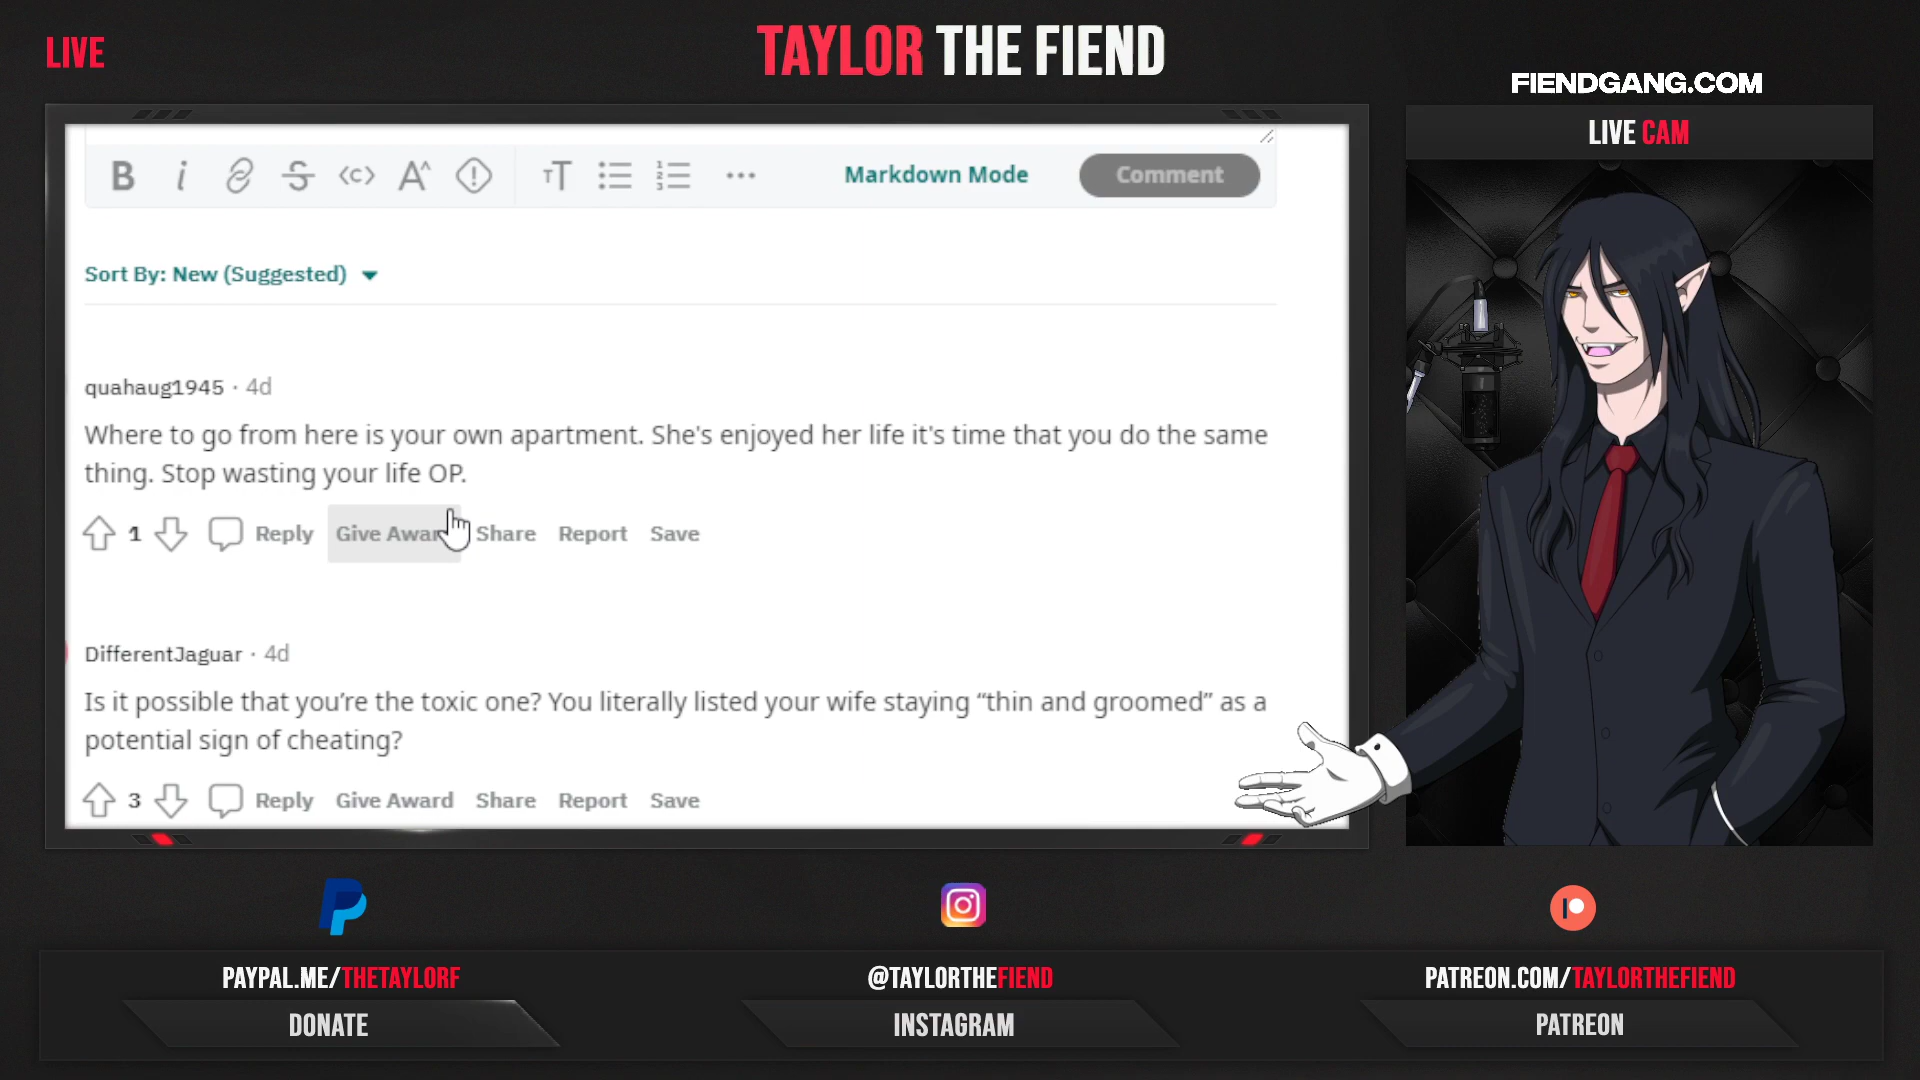 LIVE
TAYLOR THE FIEND
FIENDGANG.COM
LIVE CAM
Markdown Mode
Comment
Sort By: New (Suggested)
quahaug1945 · 4d
Where to go from here is your own apartment. She's enjoyed her life it's time that you do the same
thing. Stop wasting your life OP.
1 Reply Give Award Share Report Save
DifferentJaguar · 4d
Is it possible that you’re the toxic one? You literally listed your wife staying “thin and groomed” as a
potential sign of cheating?
3 Reply Give Award Share Report Save
PAYPAL.ME/THETAYLORF
DONATE
@TAYLORTHEFIEND
INSTAGRAM
PATREON.COM/TAYLORTHEFIEND
PATREON